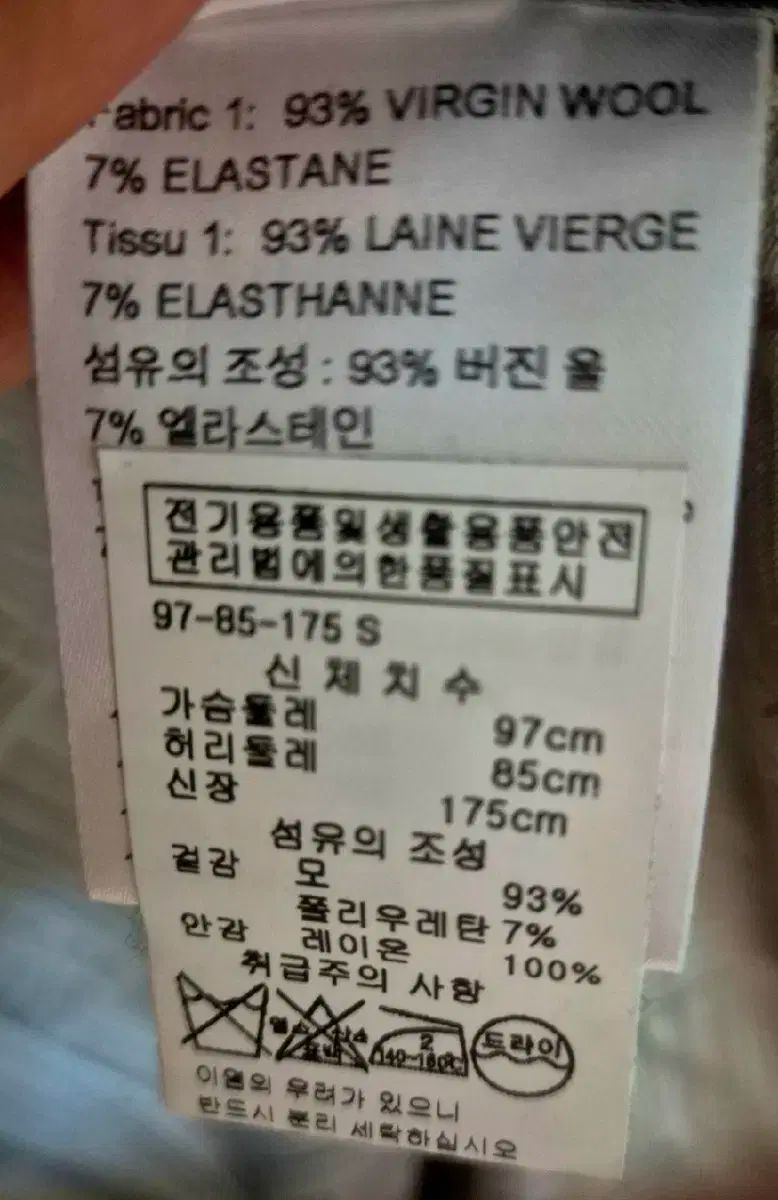 Fabric 1: 93% VIRGIN WOOL
7% ELASTANE
Tissu 1: 93% LAINE VIERGE
7% ELASTHANNE
섬유의 조성 : 93% 버진 울
7% 엘라스테인
전기용품및생활용품안전
관리법에의한품질표시
97-85-175 S
신 체 치 수
가슴둘레 97cm
허리둘레 85cm
신장 175cm
섬유의 조성
겉감 모 93%
폴리우레탄 7%
안감 레이온 100%
취급주의 사항
염소 산소 2 드라이
표백 140~160℃
이염의 우려가 있으니
반드시 분리 세탁하십시오